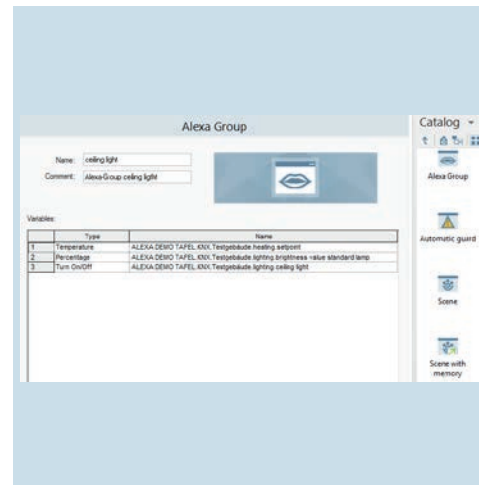 Alexa Group
Name: ceiling light
Comment: Alexa-Group ceiling light
Variables:
Type Name
1 Temperature ALEXA DEMO TAFEL.KNX.Testgebäude.heating setpoint
2 Percentage ALEXA DEMO TAFEL.KNX.Testgebäude.lighting.brightness value standard lamp
3 Turn On/Off ALEXA DEMO TAFEL.KNX.Testgebäude.lighting ceiling light
Catalog
Alexa Group
Automatic guard
Scene
Scene with
memory